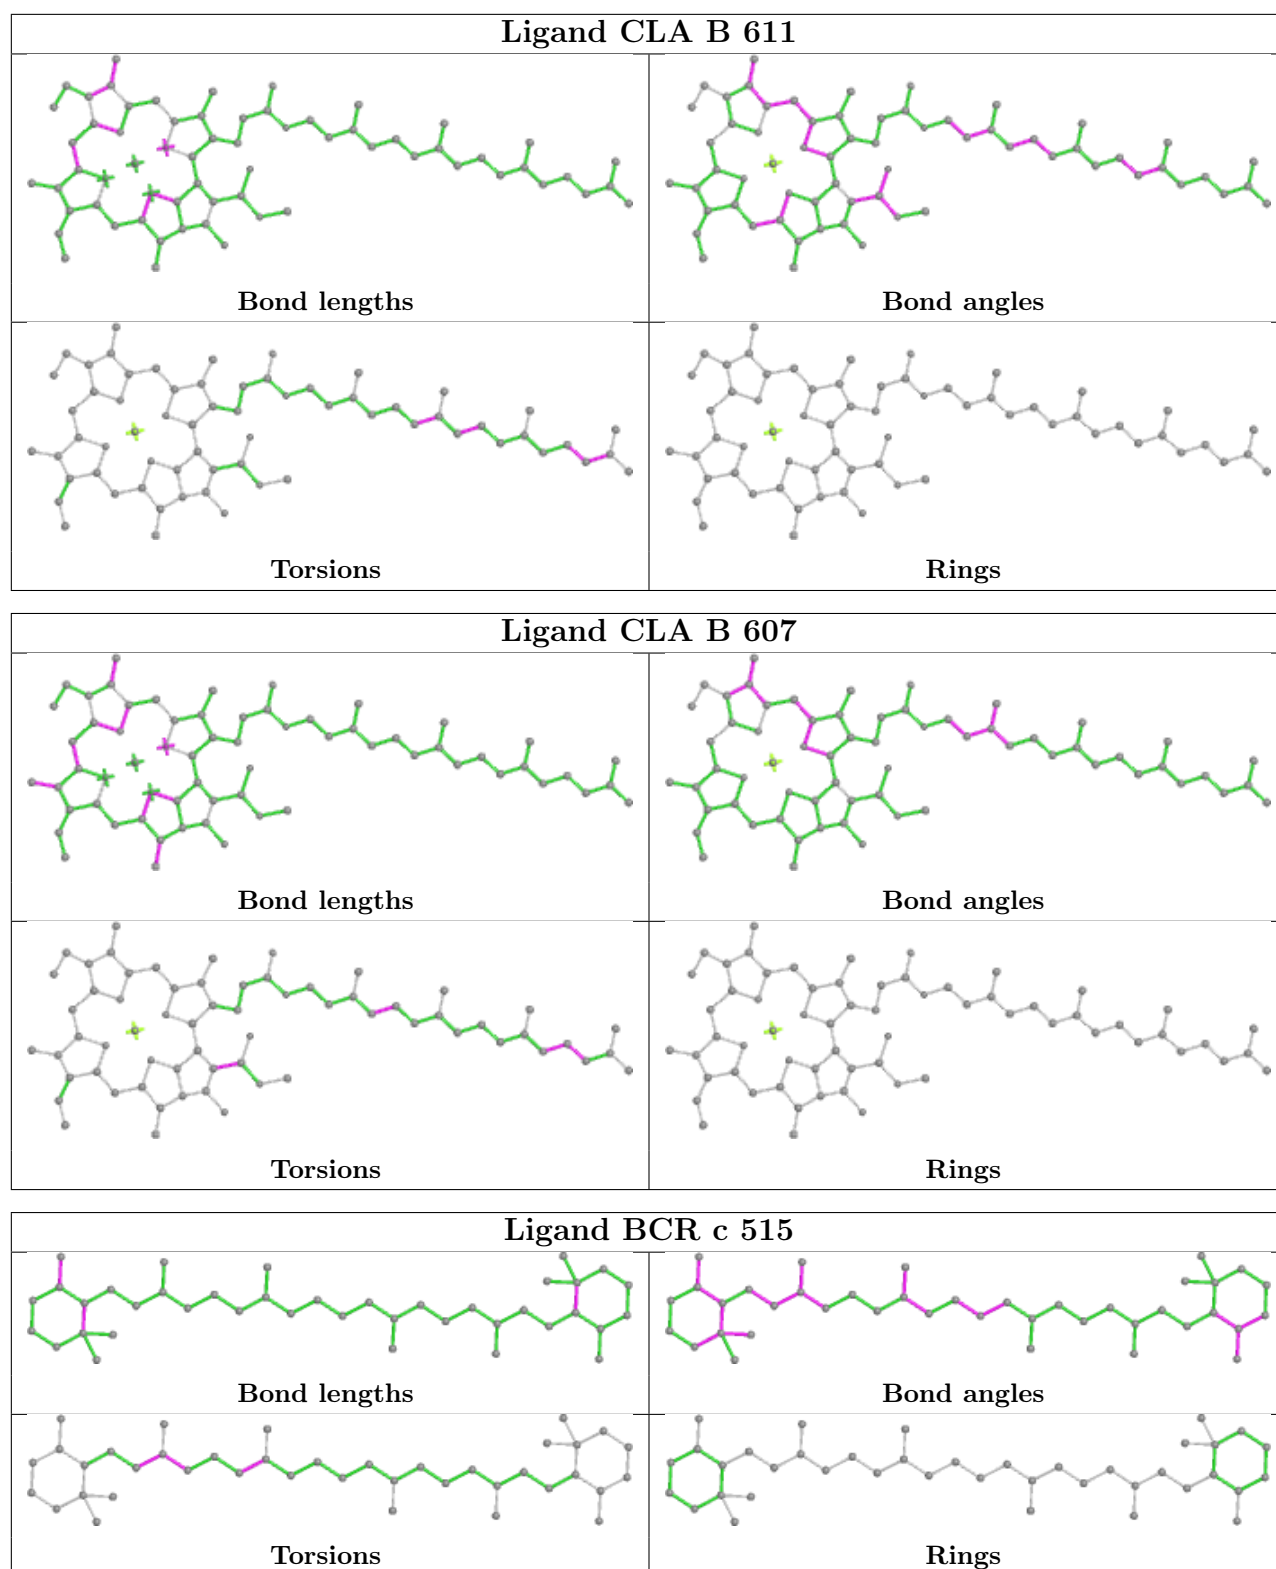 Ligand CLA B 611
Bond lengths
Bond angles
Torsions
Rings
Ligand CLA B 607
Bond lengths
Bond angles
Torsions
Rings
Ligand BCR c 515
Bond lengths
Bond angles
Torsions
Rings